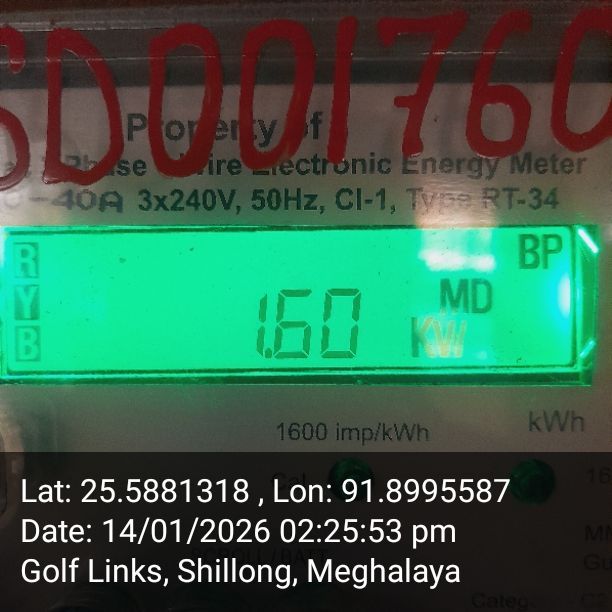 SD001760
Property of
Phase Wire Electronic Energy Meter
-40A 3x240V, 50Hz, Cl-1, Type RT-34
R
BP
Y
MD
B
1.60
KW
1600 imp/kWh
kWh
Cal
Lat: 25.5881318 , Lon: 91.8995587
Date: 14/01/2026 02:25:53 pm
Golf Links, Shillong, Meghalaya